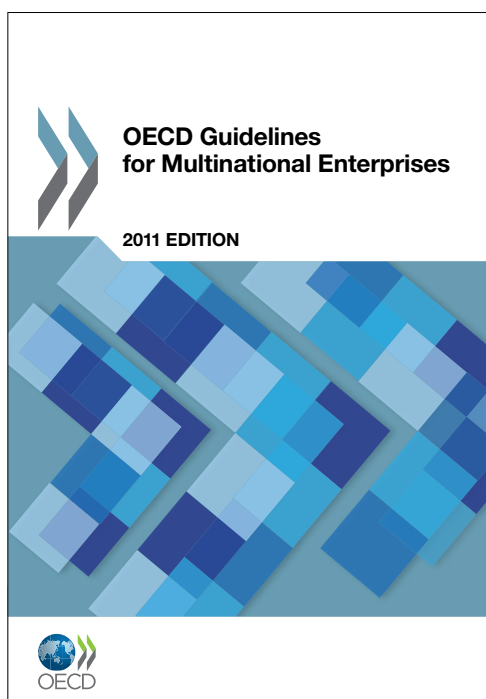 OECD Guidelines
for Multinational Enterprises
2011 EDITION
OECD